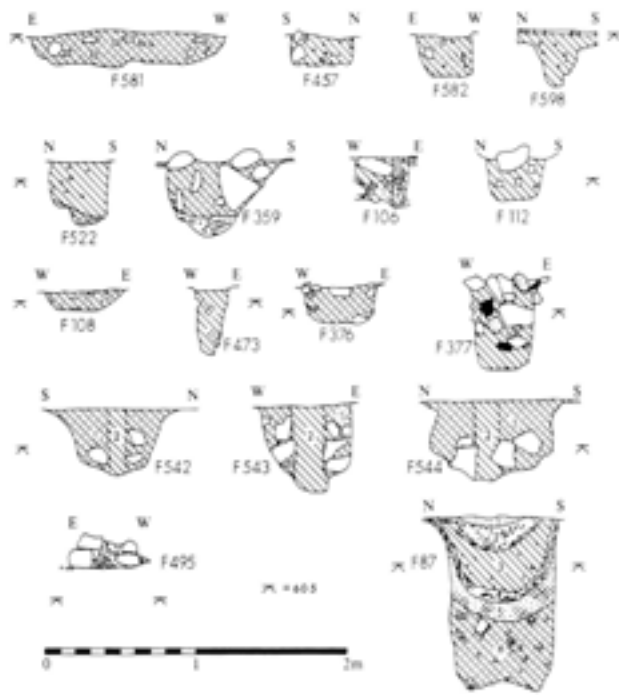 E W S N E W N S
F581 F457 F582 F598
N S N S W E N S
F522 F359 F106 F112
W E W E W E W E
F108 F473 F376 F377
S N W E N S
F542 F543 F544
E W N S
F495 F87
0 1 2m